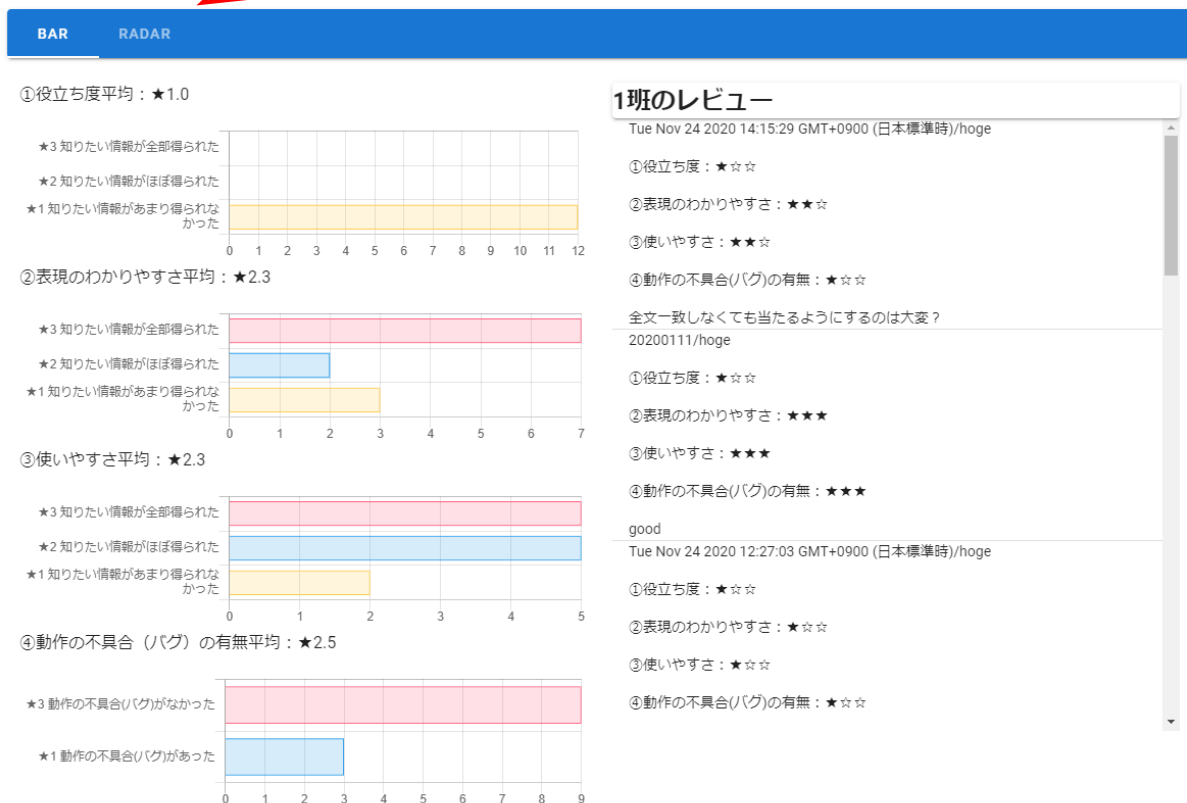 BAR RADAR
①役立ち度平均：★1.0
★3 知りたい情報が全部得られた
★2 知りたい情報がほぼ得られた
★1 知りたい情報があまり得られな
かった
0 1 2 3 4 5 6 7 8 9 10 11 12
②表現のわかりやすさ平均：★2.3
★3 知りたい情報が全部得られた
★2 知りたい情報がほぼ得られた
★1 知りたい情報があまり得られな
かった
0 1 2 3 4 5 6 7
③使いやすさ平均：★2.3
★3 知りたい情報が全部得られた
★2 知りたい情報がほぼ得られた
★1 知りたい情報があまり得られな
かった
0 1 2 3 4 5
④動作の不具合（バグ）の有無平均：★2.5
★3 動作の不具合(バグ)がなかった
★1 動作の不具合(バグ)があった
0 1 2 3 4 5 6 7 8 9
1班のレビュー
Tue Nov 24 2020 14:15:29 GMT+0900 (日本標準時)/hoge
①役立ち度：★☆☆
②表現のわかりやすさ：★★☆
③使いやすさ：★★☆
④動作の不具合(バグ)の有無：★☆☆
全文一致しなくても当たるようにするのは大変？
20200111/hoge
①役立ち度：★☆☆
②表現のわかりやすさ：★★★
③使いやすさ：★★★
④動作の不具合(バグ)の有無：★★★
good
Tue Nov 24 2020 12:27:03 GMT+0900 (日本標準時)/hoge
①役立ち度：★☆☆
②表現のわかりやすさ：★☆☆
③使いやすさ：★☆☆
④動作の不具合(バグ)の有無：★☆☆